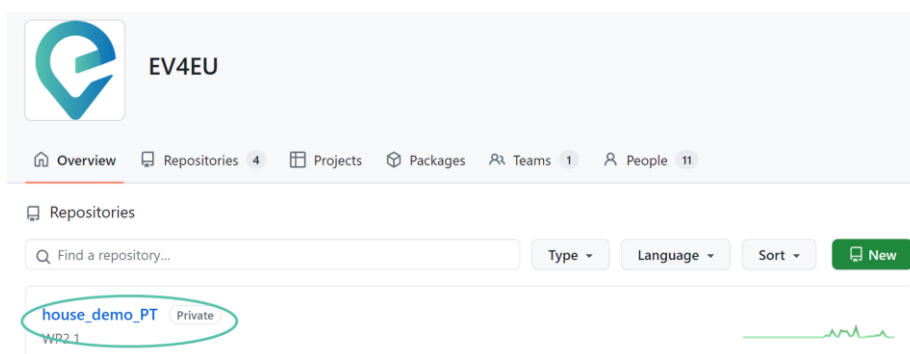 EV4EU
Overview Repositories 4 Projects Packages Teams 1 People 11
Repositories
Find a repository... Type Language Sort New
house_demo_PT Private
WP2.1